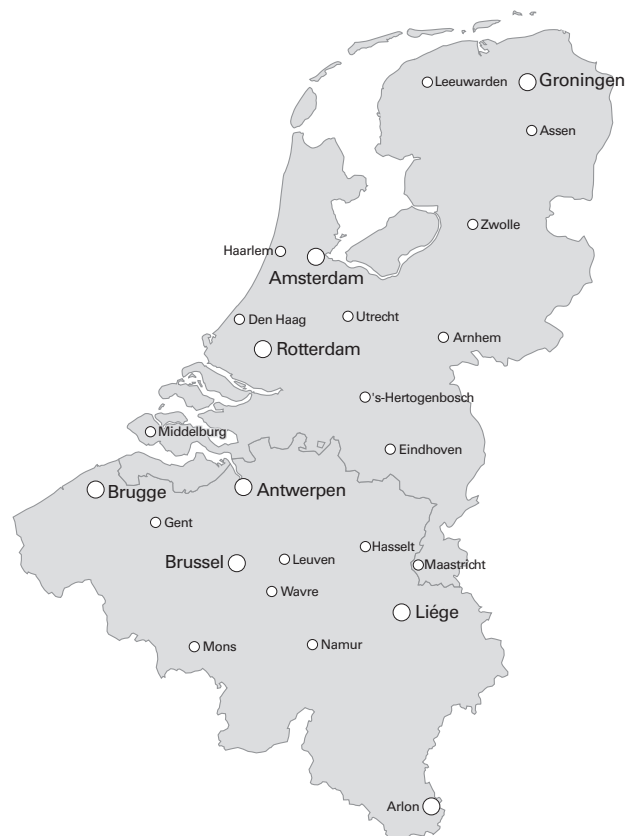 Leeuwarden
Groningen
Assen
Zwolle
Haarlem
Amsterdam
Den Haag
Utrecht
Arnhem
Rotterdam
's-Hertogenbosch
Middelburg
Eindhoven
Brugge
Antwerpen
Gent
Hasselt
Brussel
Leuven
Maastricht
Wavre
Liége
Mons
Namur
Arlon